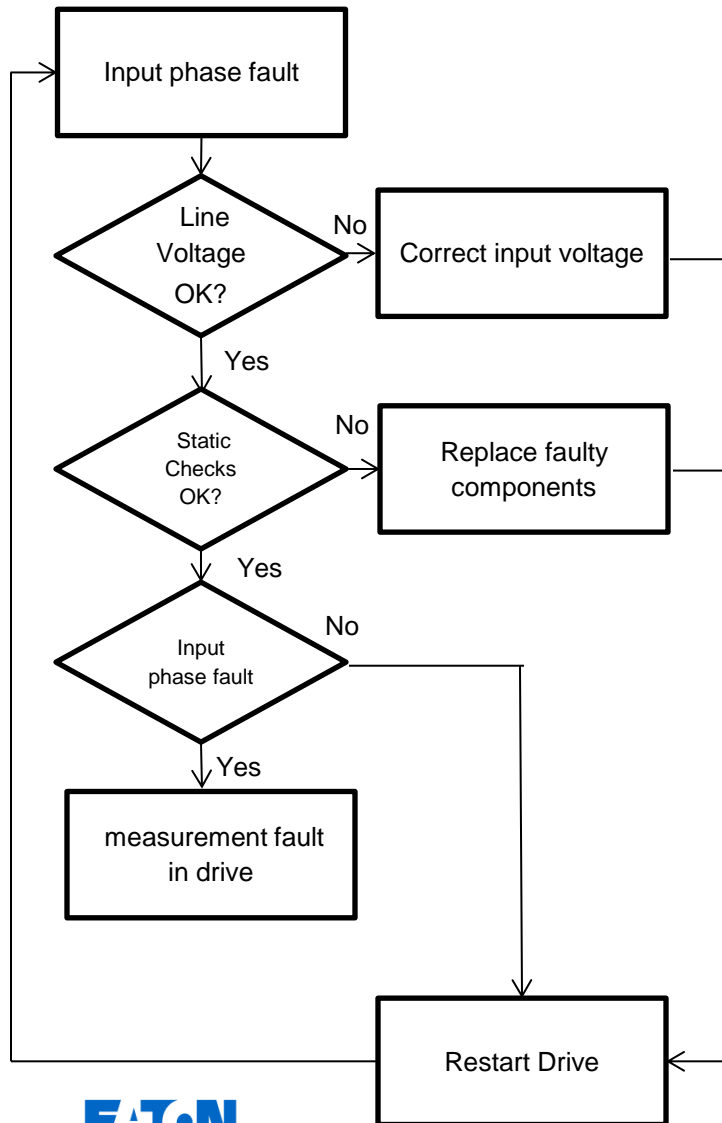 Input phase fault
Line
Voltage
OK?
No
Correct input voltage
Yes
Static
Checks
OK?
No
Replace faulty
components
Yes
Input
phase fault
No
Yes
measurement fault
in drive
Restart Drive
EATON